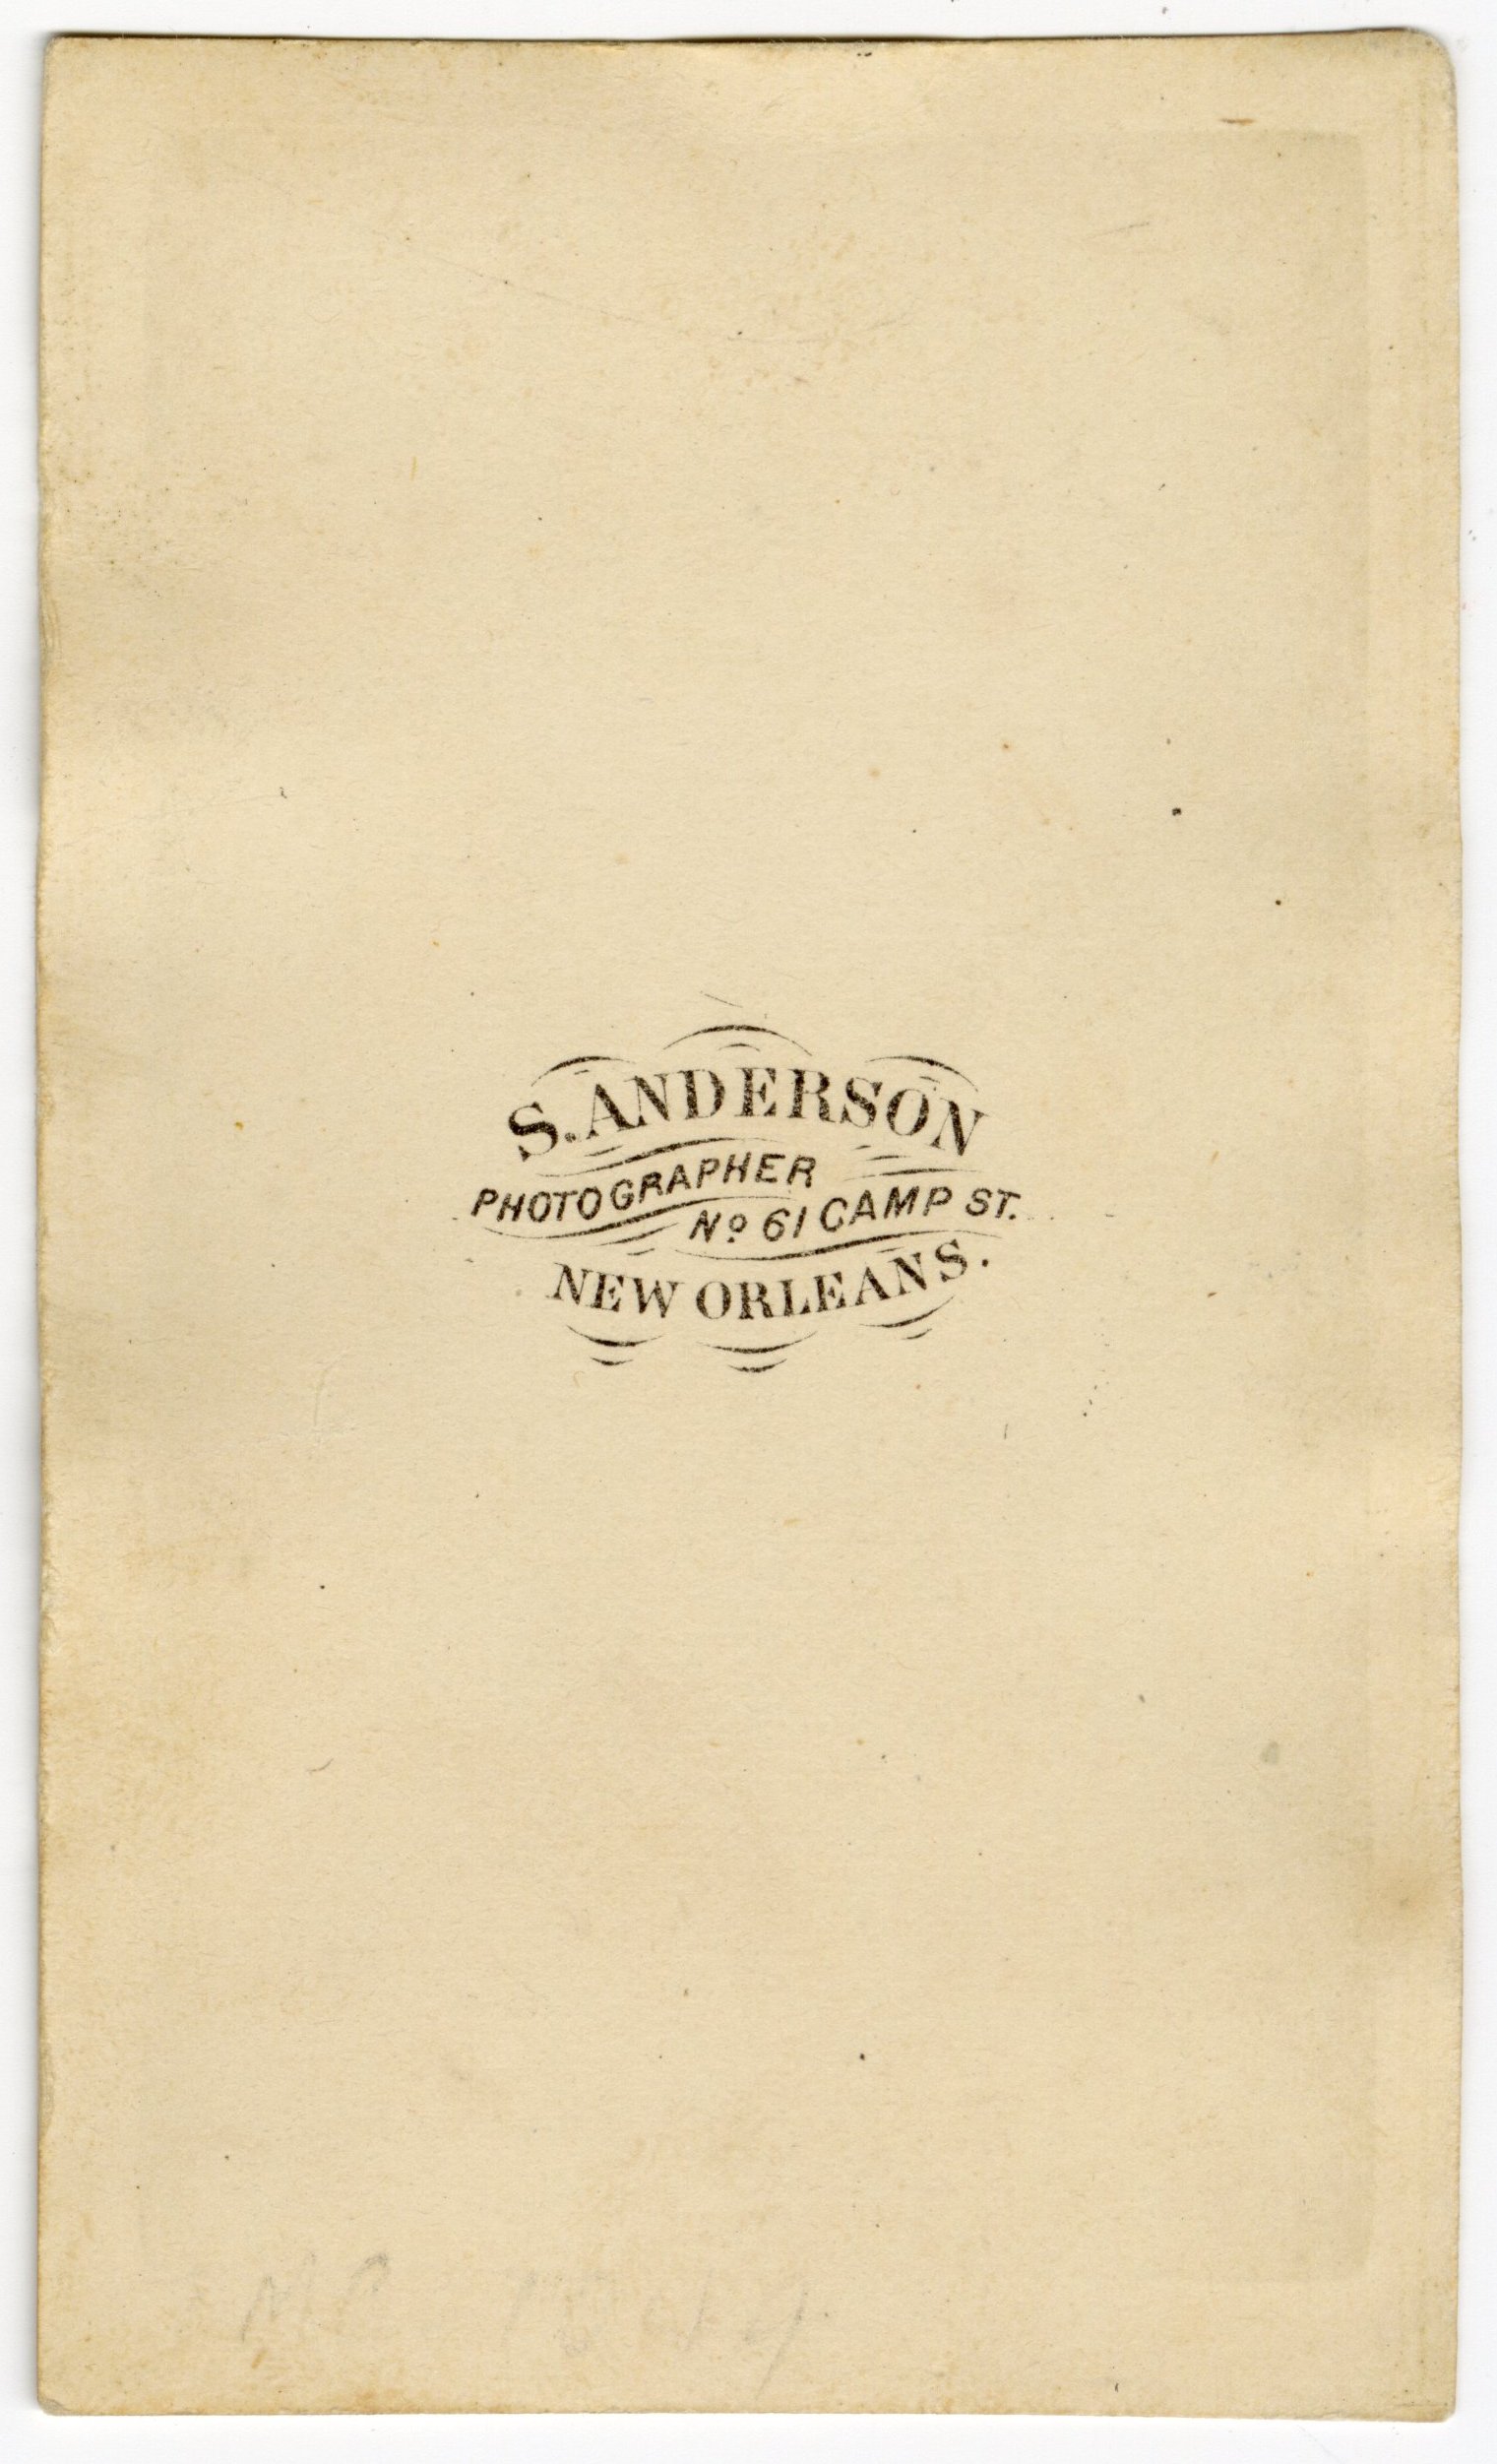 S. ANDERSON
PHOTOGRAPHER
No 61 CAMP ST.
NEW ORLEANS.